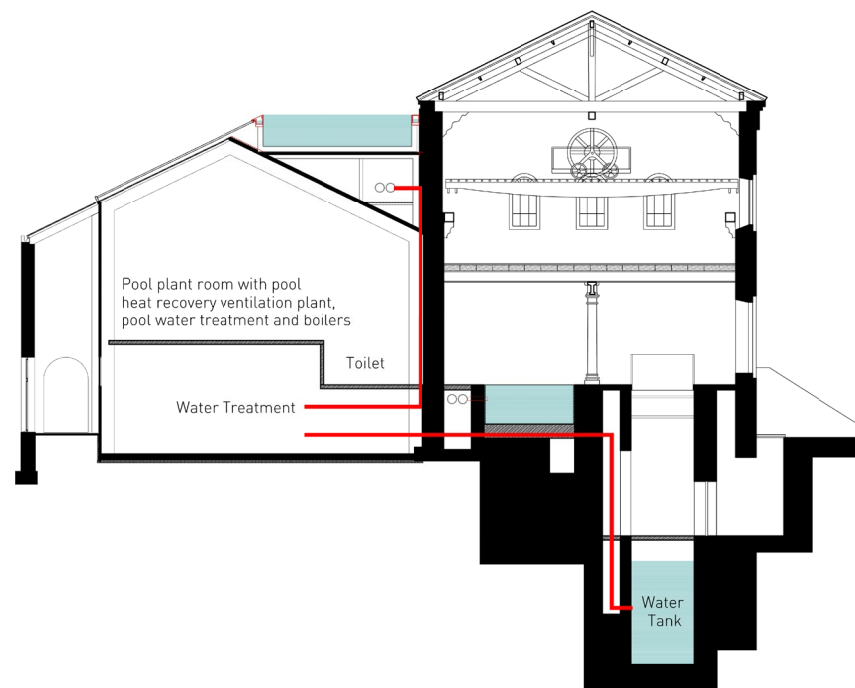 Pool plant room with pool
heat recovery ventilation plant,
pool water treatment and boilers
Toilet
Water Treatment
Water
Tank